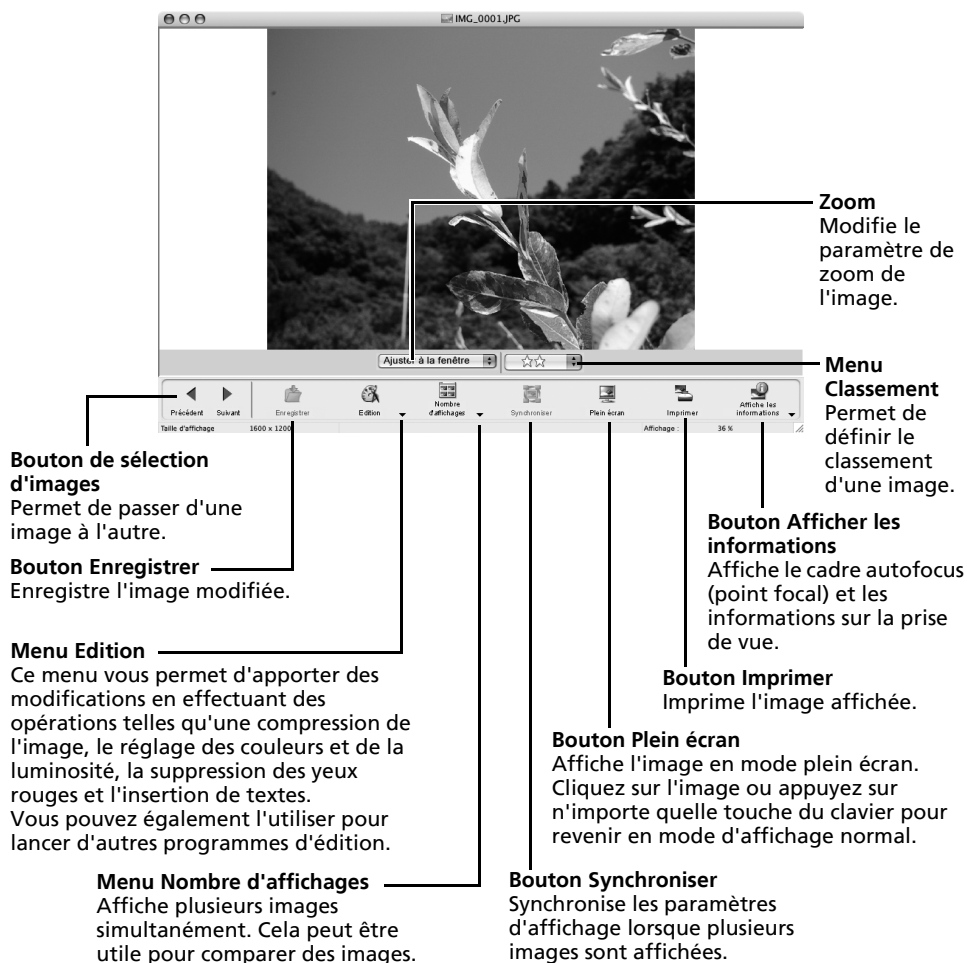 IMG_0001.JPG
Zoom
Modifie le
paramètre de
zoom de
l'image.
Ajuster à la fenêtre
Menu
Classement
Permet de
définir le
classement
d'une image.
Précédent
Suivant
Enregistrer
Edition
Nombre
d'affichages
Synchroniser
Plein écran
Imprimer
Affiche les
informations
Taille d'affichage
1600 x 1200
Affichage :
36 %
Bouton de sélection
d'images
Permet de passer d'une
image à l'autre.
Bouton Enregistrer
Enregistre l'image modifiée.
Menu Edition
Ce menu vous permet d'apporter des
modifications en effectuant des
opérations telles qu'une compression de
l'image, le réglage des couleurs et de la
luminosité, la suppression des yeux
rouges et l'insertion de textes.
Vous pouvez également l'utiliser pour
lancer d'autres programmes d'édition.
Menu Nombre d'affichages
Affiche plusieurs images
simultanément. Cela peut être
utile pour comparer des images.
Bouton Afficher les
informations
Affiche le cadre autofocus
(point focal) et les
informations sur la prise
de vue.
Bouton Imprimer
Imprime l'image affichée.
Bouton Plein écran
Affiche l'image en mode plein écran.
Cliquez sur l'image ou appuyez sur
n'importe quelle touche du clavier pour
revenir en mode d'affichage normal.
Bouton Synchroniser
Synchronise les paramètres
d'affichage lorsque plusieurs
images sont affichées.